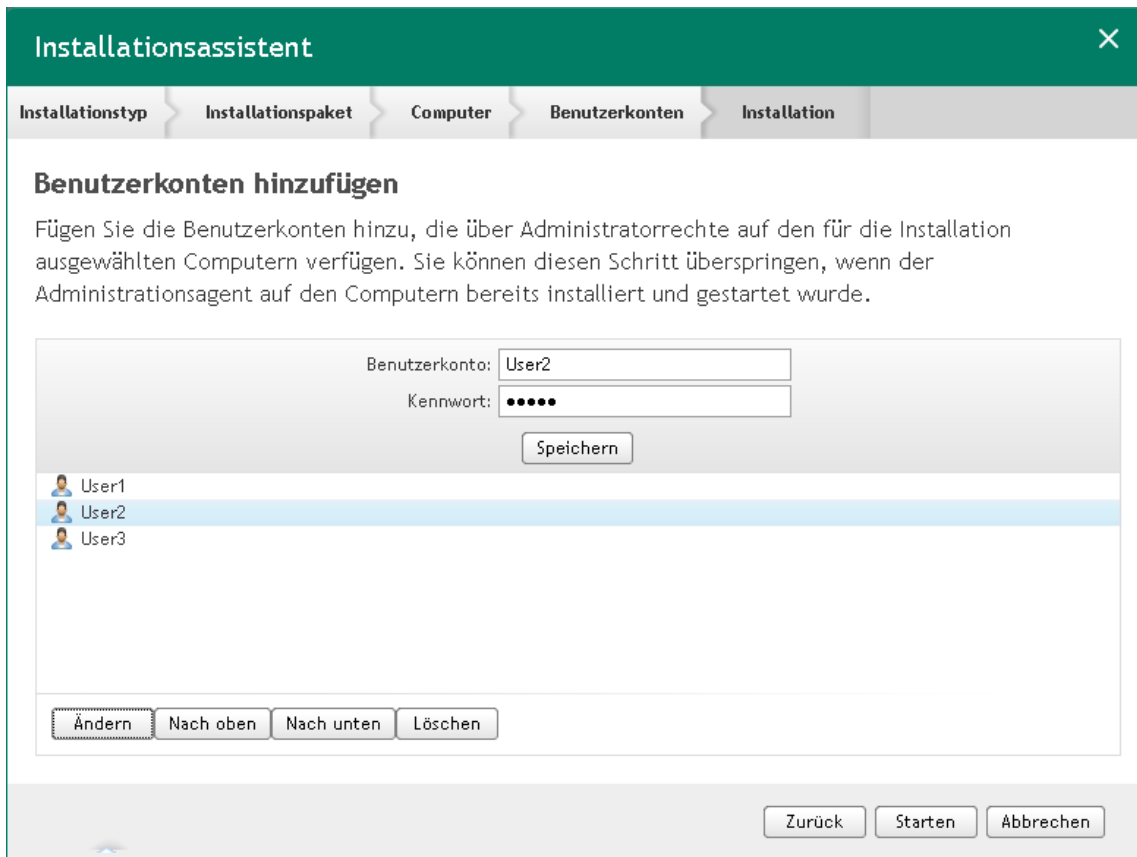 Installationsassistent
Installationstyp Installationspaket Computer Benutzerkonten Installation
Benutzerkonten hinzufügen
Fügen Sie die Benutzerkonten hinzu, die über Administratorrechte auf den für die Installation
ausgewählten Computern verfügen. Sie können diesen Schritt überspringen, wenn der
Administrationsagent auf den Computern bereits installiert und gestartet wurde.
Benutzerkonto: User2
Kennwort: •••••
Speichern
User1
User2
User3
Ändern Nach oben Nach unten Löschen
Zurück Starten Abbrechen